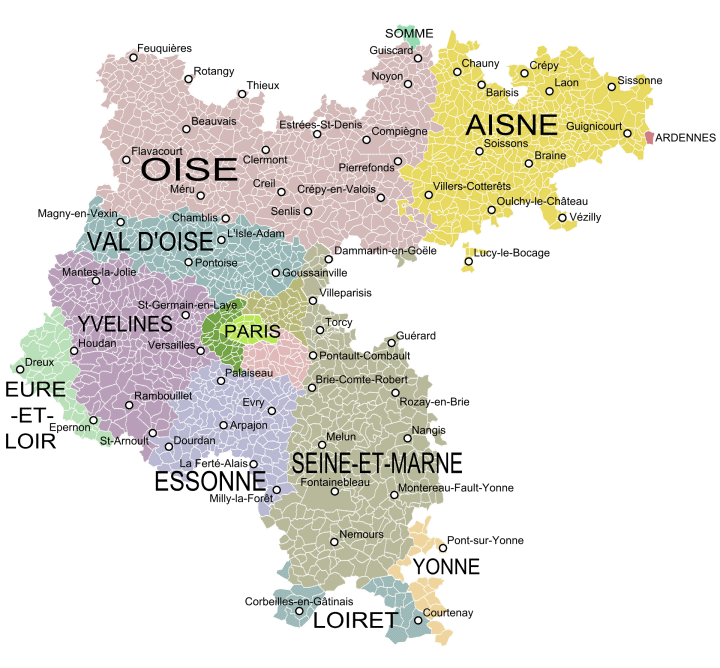 SOMME
Feuquières
Guiscard
Rotangy
Chauny
Crépy
Noyon
Thieux
Barisis
Laon
Sissonne
Beauvais
Estrées-St-Denis
Compiègne
AISNE
Guignicourt
ARDENNES
Flavacourt
OISE
Clermont
Pierrefonds
Soissons
Braine
Méru
Creil
Crépy-en-Valois
Villers-Cotterêts
Oulchy-le-Château
Magny-en-Vexin
Chamblis
Senlis
Vézilly
VAL D'OISE
L'Isle-Adam
Dammartin-en-Goële
Lucy-le-Bocage
Pontoise
Goussainville
Mantes-la-Jolie
Villeparisis
St-Germain-en-Laye
YVELINES
PARIS
Torcy
Guérard
Houdan
Versailles
Pontault-Combault
Dreux
Palaiseau
Brie-Comte-Robert
EURE
-ET-
LOIR
Rambouillet
Evry
Rozay-en-Brie
Epernon
St-Arnoult
Dourdan
Arpajon
Melun
Nangis
La Ferté-Alais
SEINE-ET-MARNE
ESSONNE
Fontainebleau
Milly-la-Forêt
Montereau-Fault-Yonne
Nemours
Pont-sur-Yonne
YONNE
Corbeilles-en-Gâtinais
LOIRET
Courtenay